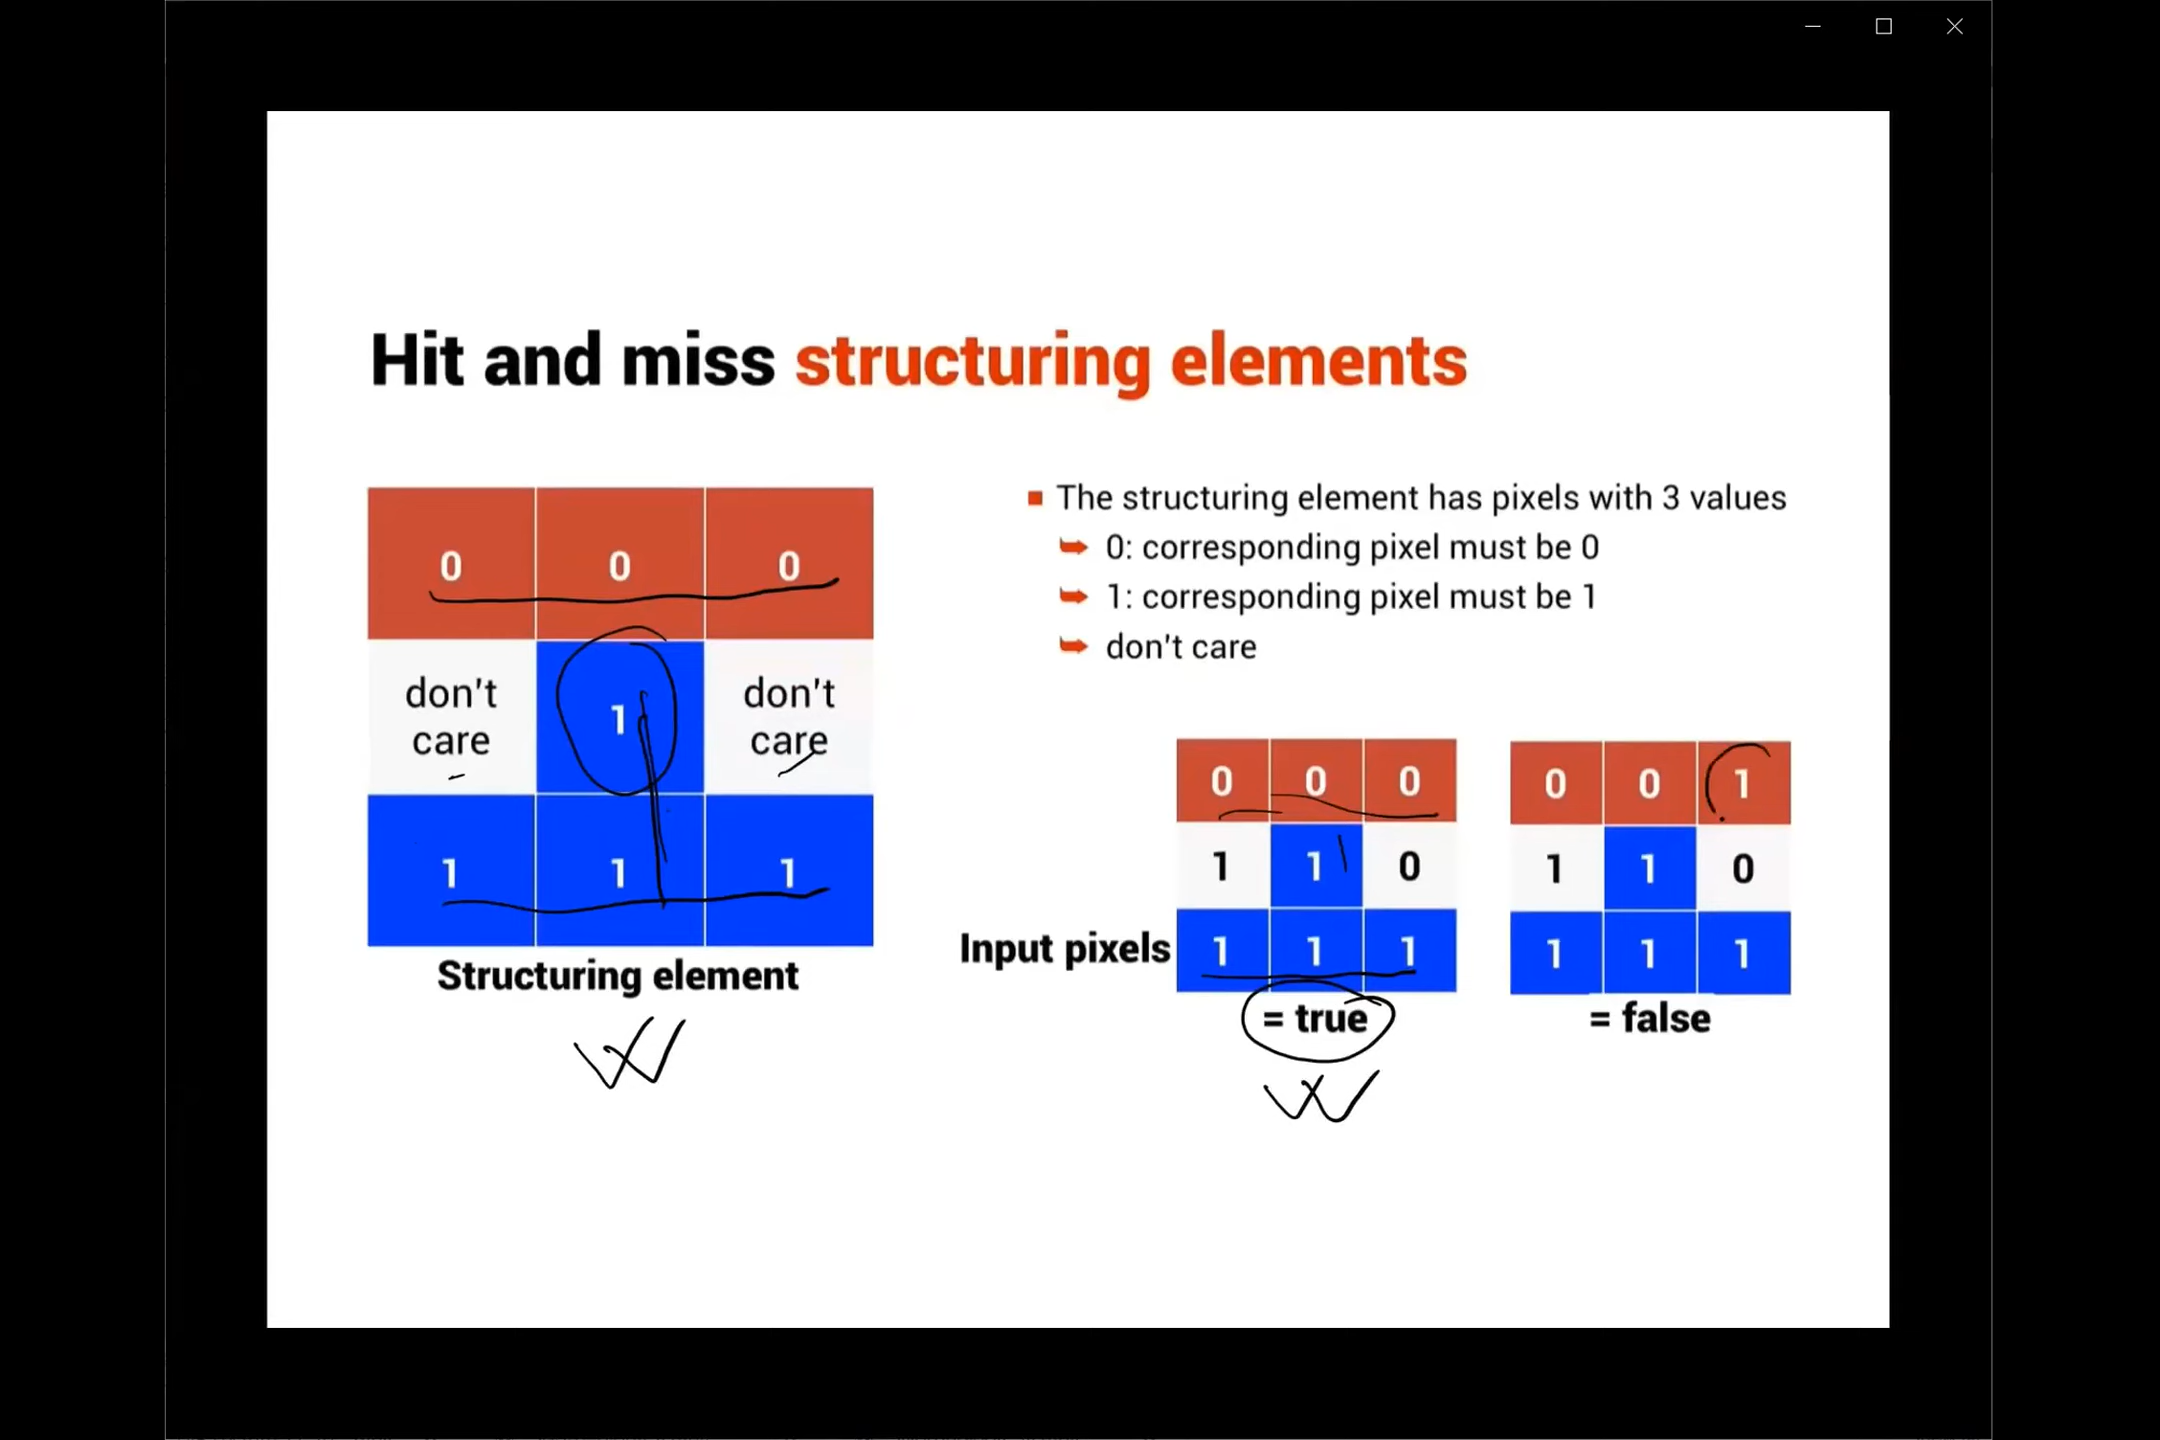 Hit and miss structuring elements
0 0 0
don't care 1 don't care
1 1 1
Structuring element
W
The structuring element has pixels with 3 values
0: corresponding pixel must be 0
1: corresponding pixel must be 1
don't care
0 0 0
1 1 0
1 1 1
Input pixels
= true
W
0 0 1
1 1 0
1 1 1
= false